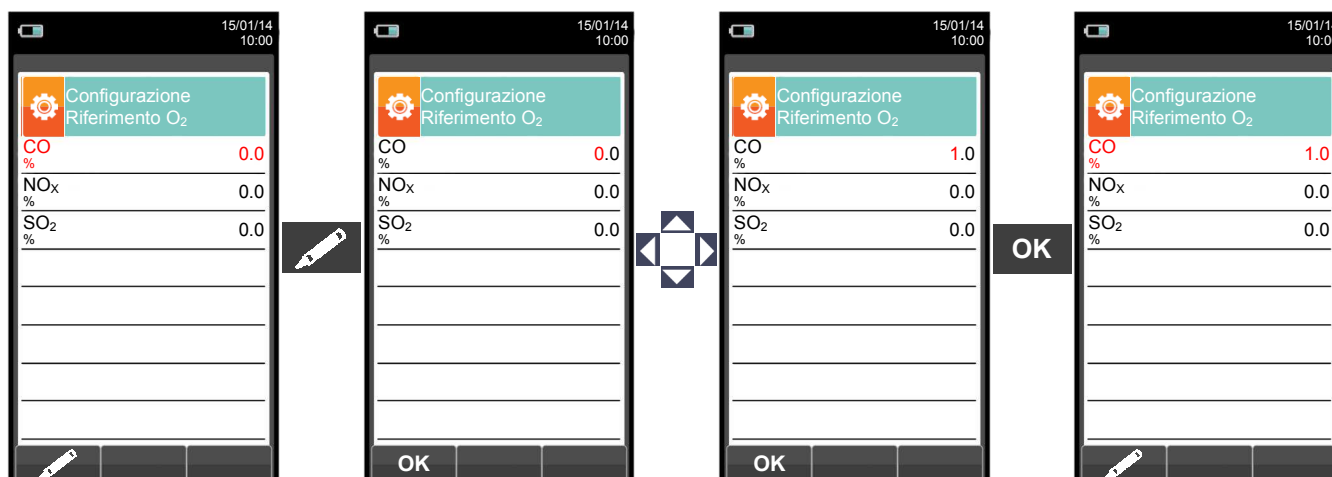 15/01/14
10:00
Configurazione
Riferimento O₂
CO 0.0
%
NOX 0.0
%
SO₂ 0.0
%
15/01/14
10:00
Configurazione
Riferimento O₂
CO 0.0
%
NOX 0.0
%
SO₂ 0.0
%
OK
15/01/14
10:00
Configurazione
Riferimento O₂
CO 1.0
%
NOX 0.0
%
SO₂ 0.0
%
OK
OK
15/01/14
10:00
Configurazione
Riferimento O₂
CO 1.0
%
NOX 0.0
%
SO₂ 0.0
%